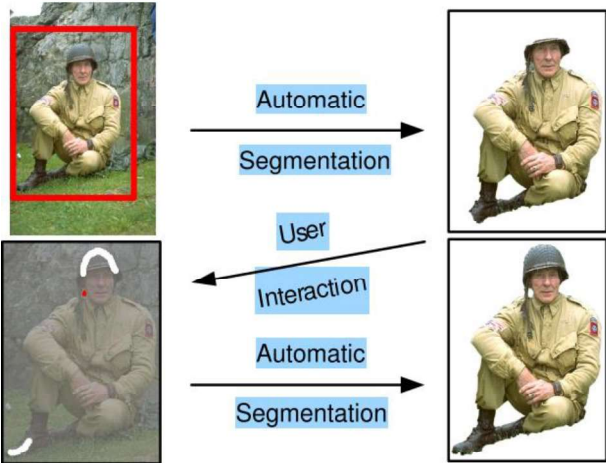 Automatic
Segmentation
User
Interaction
Automatic
Segmentation